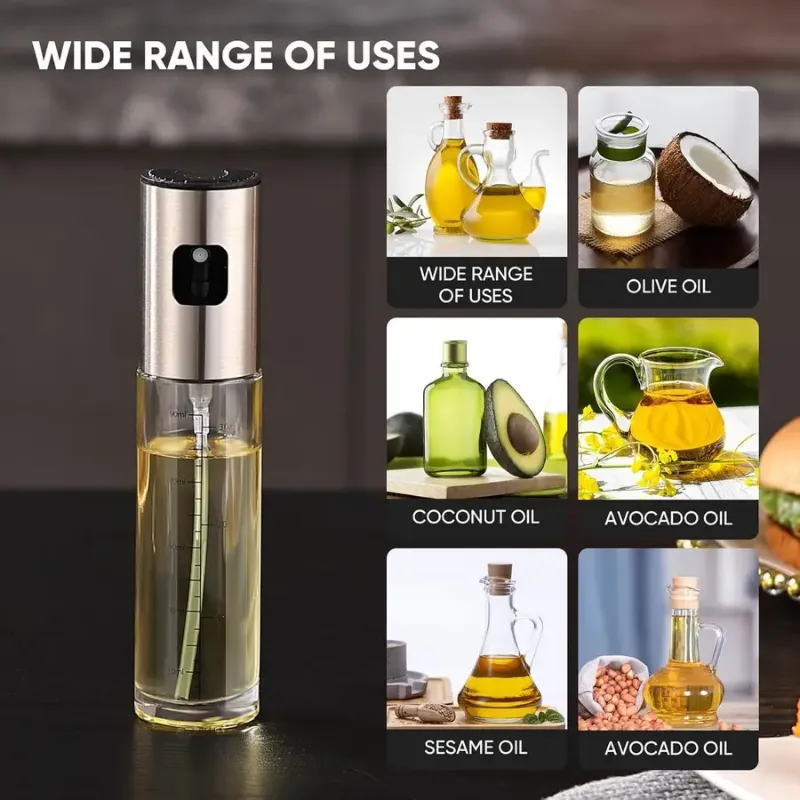 WIDE RANGE OF USES
WIDE RANGE
OF USES
OLIVE OIL
COCONUT OIL
AVOCADO OIL
SESAME OIL
AVOCADO OIL